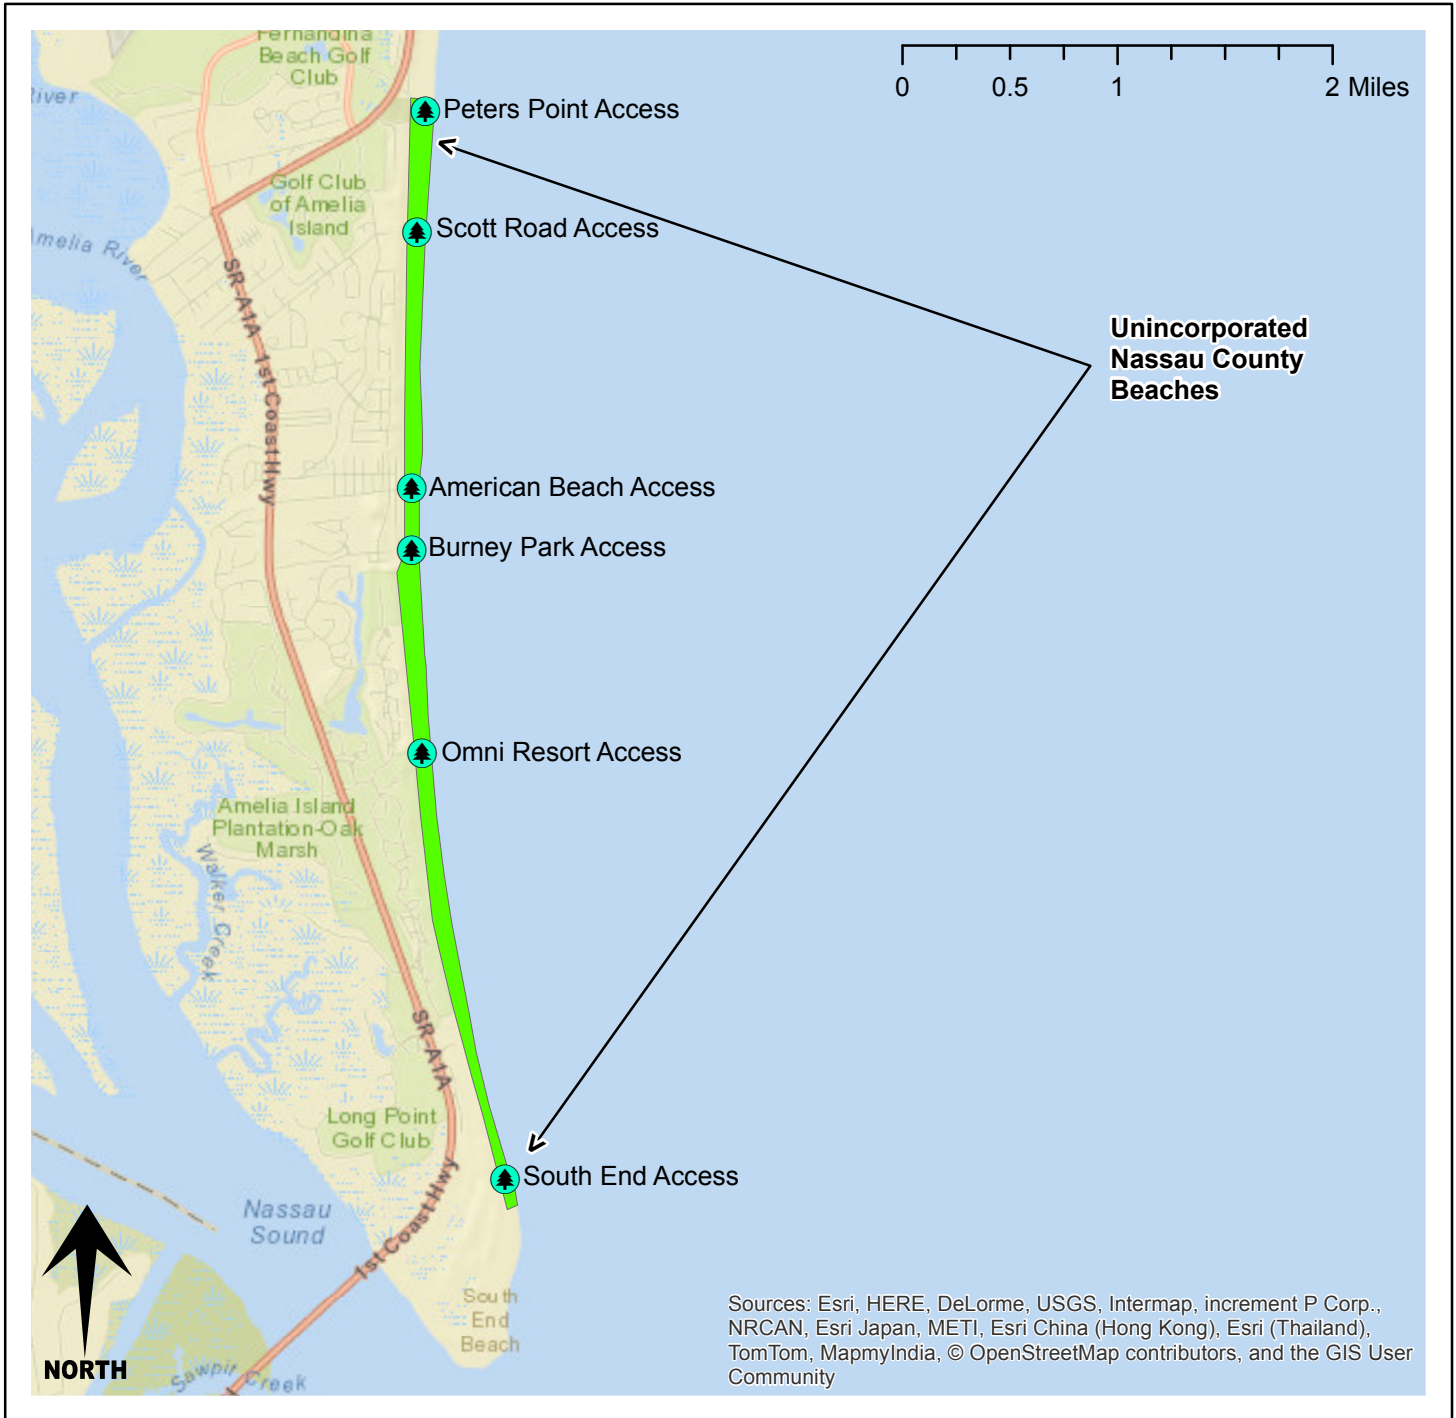 Fernandina
Beach Golf
Club
0
0.5
1
2 Miles
River
Peters Point Access
Golf Club
of Amelia
Island
Scott Road Access
Amelia River
SR-A1A 1st Coast Hwy
Unincorporated
Nassau County
Beaches
American Beach Access
Burney Park Access
Omni Resort Access
Amelia Island
Plantation-Oak
Marsh
Walker Creek
SR-A1A
Long Point
Golf Club
South End Access
1st Coast Hwy
Nassau
Sound
South
End
Beach
NORTH
Sawpit Creek
Sources: Esri, HERE, DeLorme, USGS, Intermap, increment P Corp.,
NRCAN, Esri Japan, METI, Esri China (Hong Kong), Esri (Thailand),
TomTom, MapmyIndia, © OpenStreetMap contributors, and the GIS User
Community